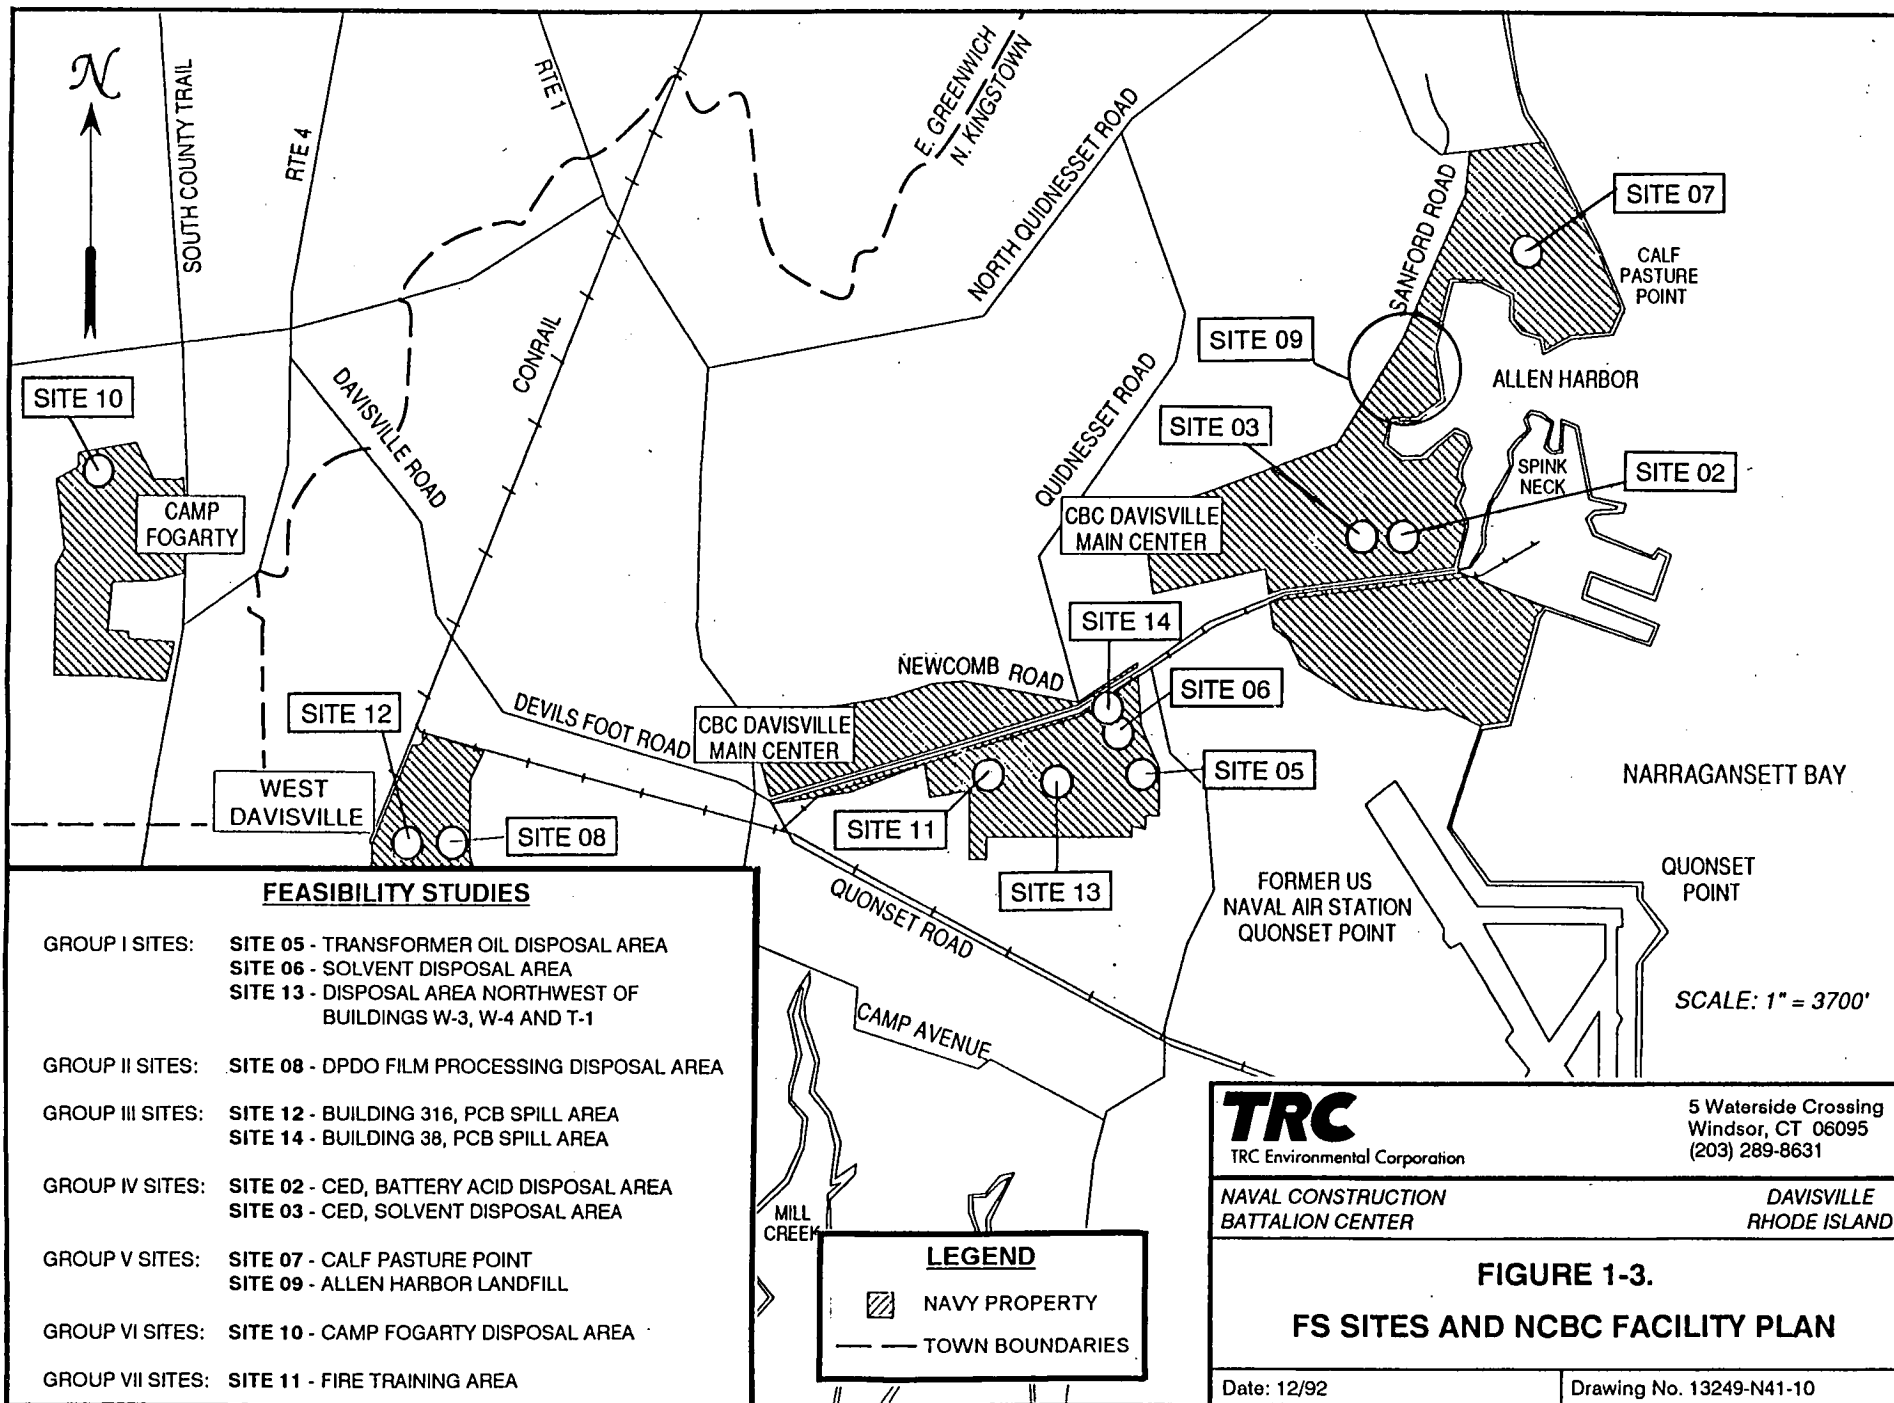 N
SOUTH COUNTY TRAIL
RTE 4
RTE 1
E. GREENWICH
N. KINGSTOWN
NORTH QUIDNESSET ROAD
SANFORD ROAD
SITE 07
CALF
PASTURE
POINT
SITE 09
ALLEN HARBOR
SITE 10
DAVISVILLE ROAD
CONRAIL
QUIDNESSET ROAD
SITE 03
SPINK
NECK
SITE 02
CAMP
FOGARTY
CBC DAVISVILLE
MAIN CENTER
SITE 14
NEWCOMB ROAD
SITE 06
SITE 12
DEVILS FOOT ROAD
CBC DAVISVILLE
MAIN CENTER
SITE 05
NARRAGANSETT BAY
WEST
DAVISVILLE
SITE 08
SITE 11
SITE 13
QUONSET ROAD
FORMER US
NAVAL AIR STATION
QUONSET POINT
QUONSET
POINT
SCALE: 1" = 3700'
CAMP AVENUE
MILL
CREEK
FEASIBILITY STUDIES
GROUP I SITES: SITE 05 - TRANSFORMER OIL DISPOSAL AREA
SITE 06 - SOLVENT DISPOSAL AREA
SITE 13 - DISPOSAL AREA NORTHWEST OF
BUILDINGS W-3, W-4 AND T-1
GROUP II SITES: SITE 08 - DPDO FILM PROCESSING DISPOSAL AREA
GROUP III SITES: SITE 12 - BUILDING 316, PCB SPILL AREA
SITE 14 - BUILDING 38, PCB SPILL AREA
GROUP IV SITES: SITE 02 - CED, BATTERY ACID DISPOSAL AREA
SITE 03 - CED, SOLVENT DISPOSAL AREA
GROUP V SITES: SITE 07 - CALF PASTURE POINT
SITE 09 - ALLEN HARBOR LANDFILL
GROUP VI SITES: SITE 10 - CAMP FOGARTY DISPOSAL AREA
GROUP VII SITES: SITE 11 - FIRE TRAINING AREA
LEGEND
NAVY PROPERTY
TOWN BOUNDARIES
TRC
TRC Environmental Corporation
5 Waterside Crossing
Windsor, CT 06095
(203) 289-8631
NAVAL CONSTRUCTION
BATTALION CENTER
DAVISVILLE
RHODE ISLAND
FIGURE 1-3.
FS SITES AND NCBC FACILITY PLAN
Date: 12/92
Drawing No. 13249-N41-10